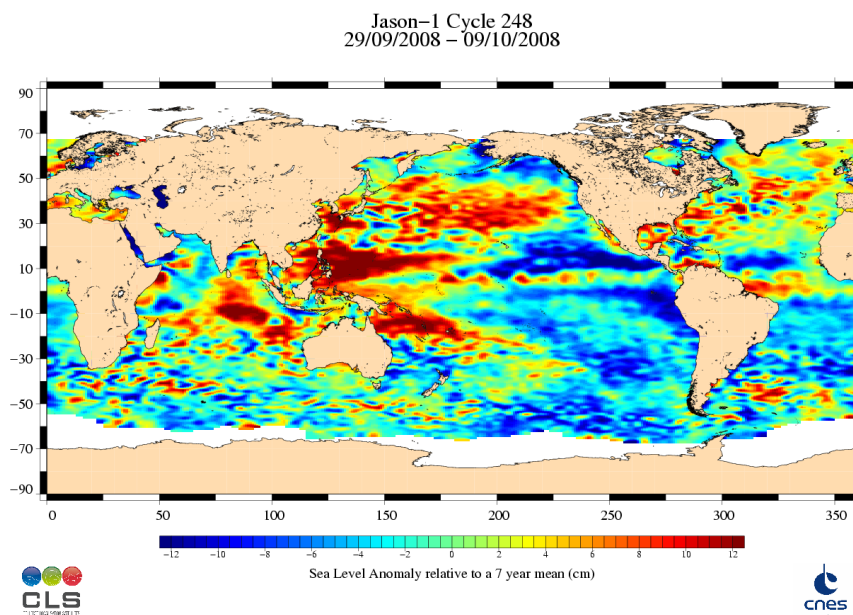 Jason-1 Cycle 248
29/09/2008 – 09/10/2008
90
70
50
30
10
-10
-30
-50
-70
-90
0 50 100 150 200 250 300 350
-12 -10 -8 -6 -4 -2 0 2 4 6 8 10 12
Sea Level Anomaly relative to a 7 year mean (cm)
CLS
cnes